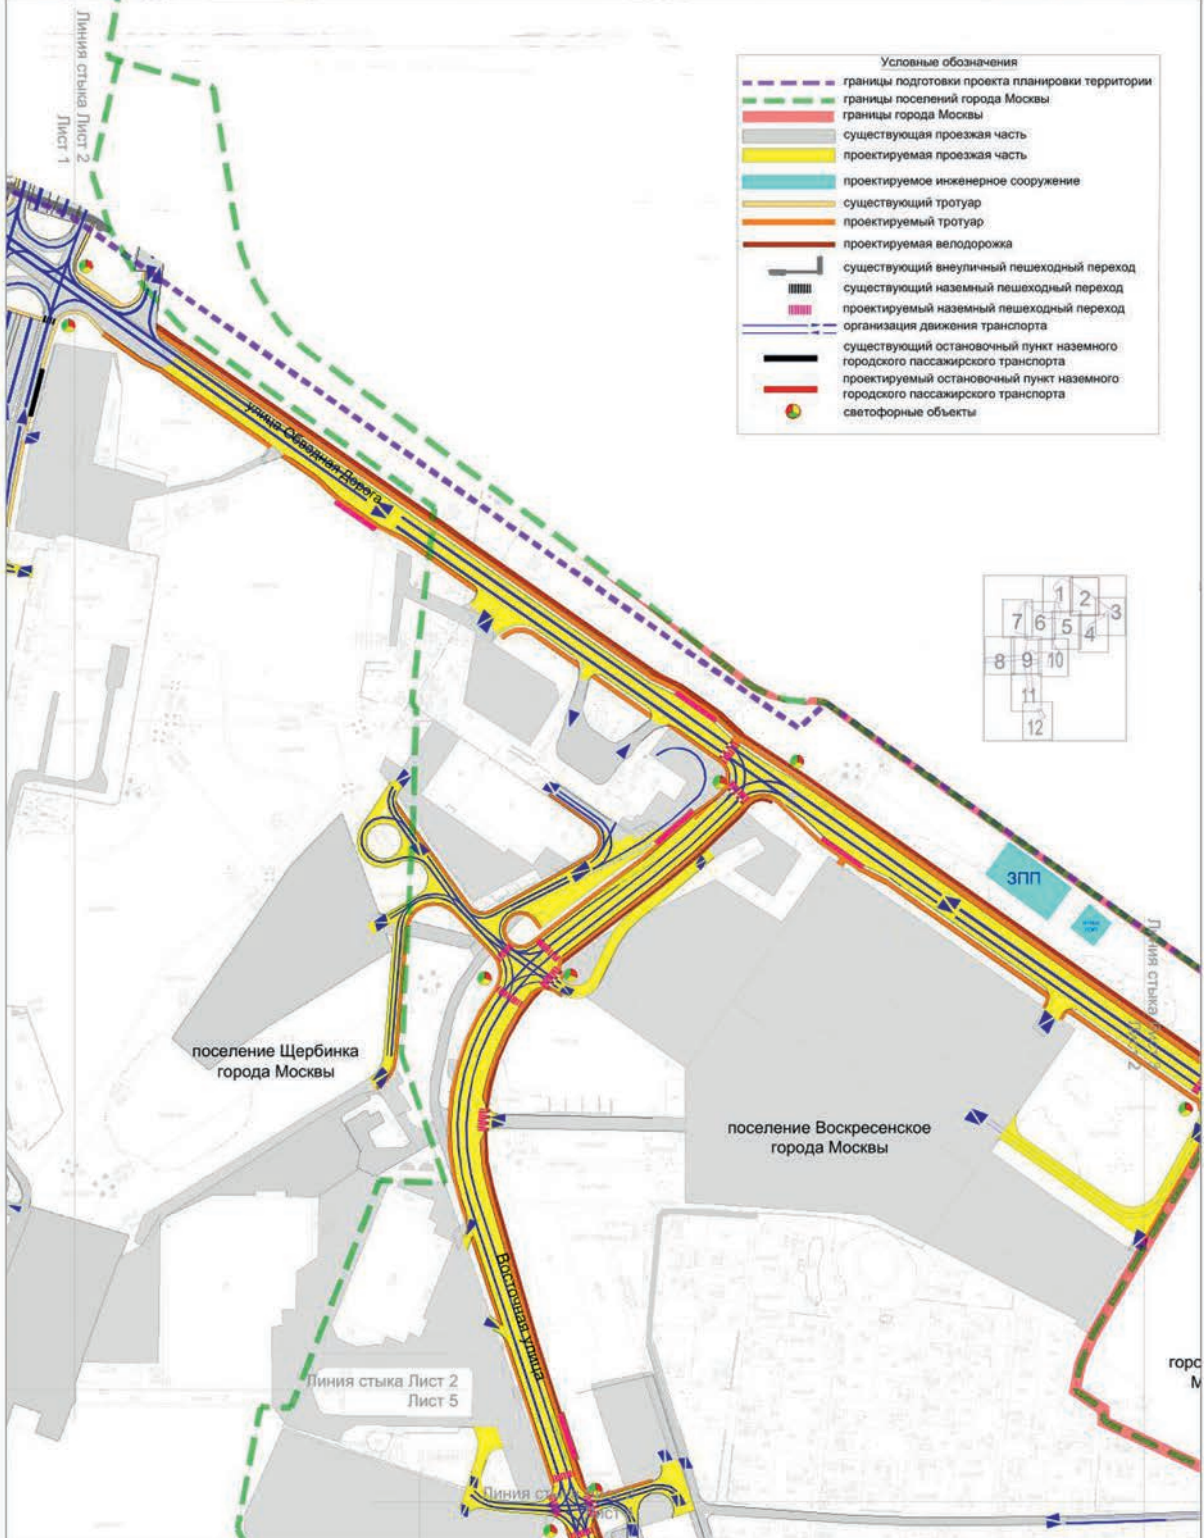 Линия стыка Лист 2
Лист 1
Условные обозначения
границы подготовки проекта планировки территории
границы поселений города Москвы
границы города Москвы
существующая проезжая часть
проектируемая проезжая часть
проектируемое инженерное сооружение
существующий тротуар
проектируемый тротуар
проектируемая велодорожка
существующий внеуличный пешеходный переход
существующий наземный пешеходный переход
проектируемый наземный пешеходный переход
организация движения транспорта
существующий остановочный пункт наземного
городского пассажирского транспорта
проектируемый остановочный пункт наземного
городского пассажирского транспорта
светофорные объекты
улица Объездная Дорога
1
2
3
7
6
5
4
8
9
10
11
12
ЗПП
Линия стыка
поселение Щербинка
города Москвы
поселение Воскресенское
города Москвы
Восточная улица
горо
М
Линия стыка Лист 2
Лист 5
Линия